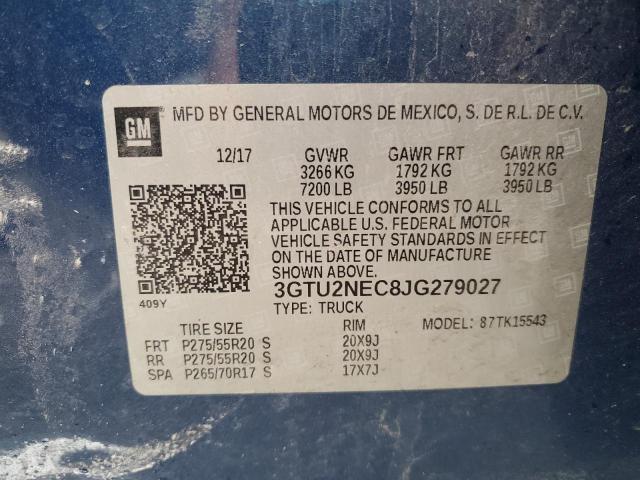 GM MFD BY GENERAL MOTORS DE MEXICO, S. DE R.L. DE C.V.
12/17 GVWR GAWR FRT GAWR RR
3266 KG 1792 KG 1792 KG
7200 LB 3950 LB 3950 LB
THIS VEHICLE CONFORMS TO ALL
APPLICABLE U.S. FEDERAL MOTOR
VEHICLE SAFETY STANDARDS IN EFFECT
ON THE DATE OF MANUFACTURE
SHOWN ABOVE.
409Y 3GTU2NEC8JG279027
TYPE: TRUCK MODEL: 87TK15543
TIRE SIZE RIM
FRT P275/55R20 S 20X9J
RR P275/55R20 S 20X9J
SPA P265/70R17 S 17X7J